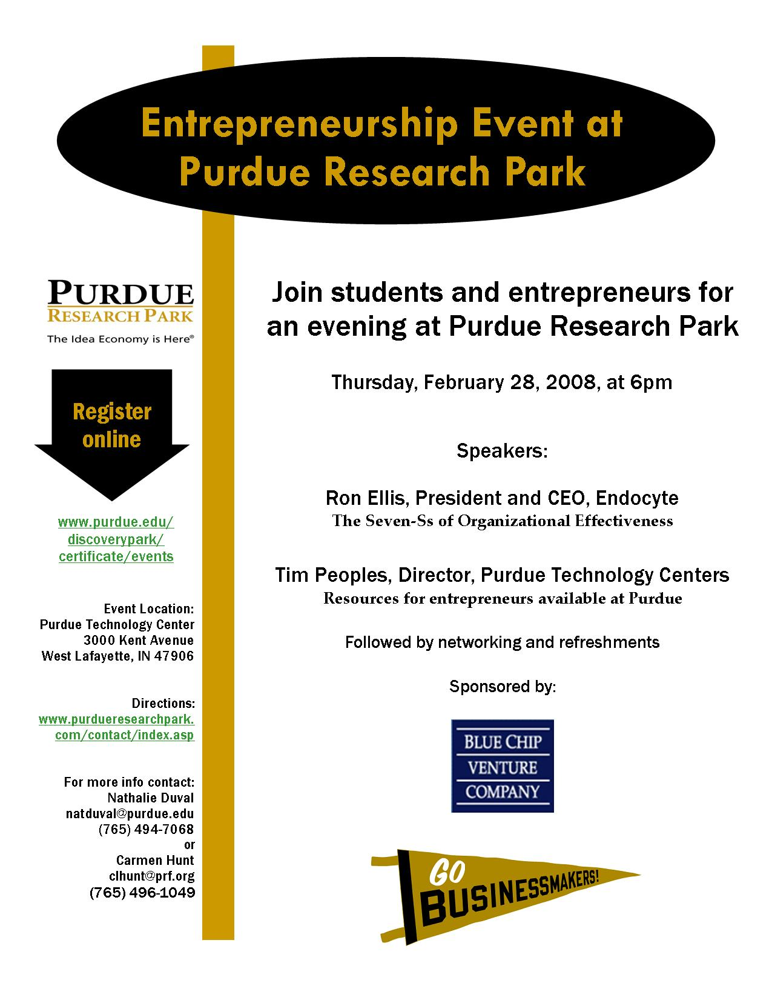 Entrepreneurship Event at
Purdue Research Park
PURDUE
RESEARCH PARK
The Idea Economy is Here®
Register
online
www.purdue.edu/
discoverypark/
certificate/events
Event Location:
Purdue Technology Center
3000 Kent Avenue
West Lafayette, IN 47906
Directions:
www.purdueresearchpark.
com/contact/index.asp
For more info contact:
Nathalie Duval
natduval@purdue.edu
(765) 494-7068
or
Carmen Hunt
clhunt@prf.org
(765) 496-1049
Join students and entrepreneurs for
an evening at Purdue Research Park
Thursday, February 28, 2008, at 6pm
Speakers:
Ron Ellis, President and CEO, Endocyte
The Seven-Ss of Organizational Effectiveness
Tim Peoples, Director, Purdue Technology Centers
Resources for entrepreneurs available at Purdue
Followed by networking and refreshments
Sponsored by:
BLUE CHIP
VENTURE
COMPANY
GO
BUSINESSMAKERS!